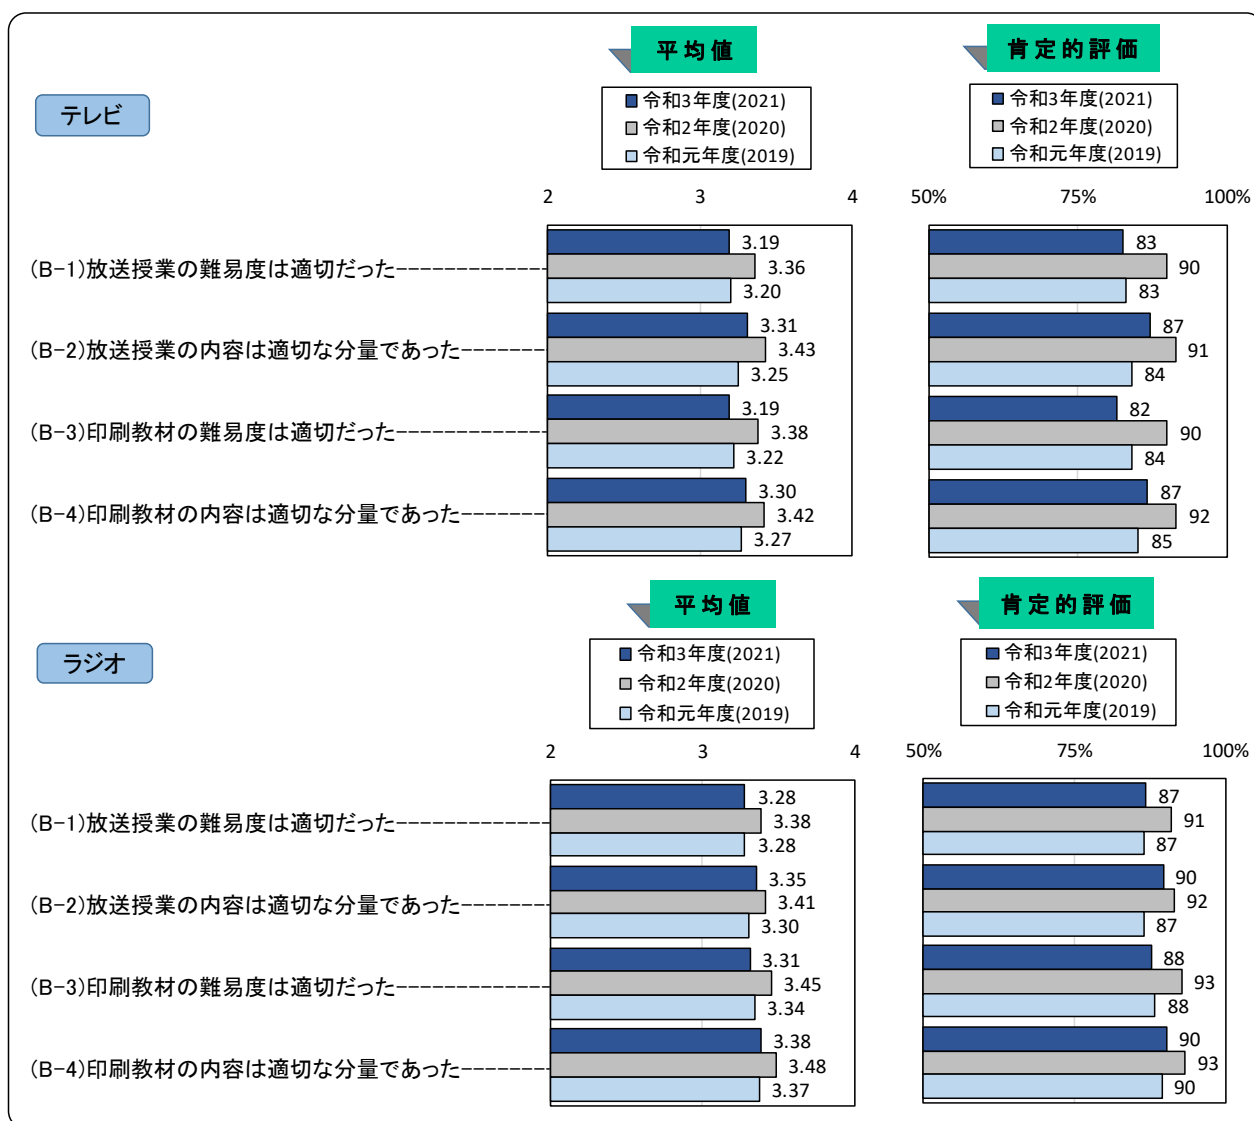 平均値
肯定的評価
テレビ
令和3年度(2021)
令和2年度(2020)
令和元年度(2019)
令和3年度(2021)
令和2年度(2020)
令和元年度(2019)
2 3 4
50% 75% 100%
(B-1)放送授業の難易度は適切だった
3.19
3.36
3.20
83
90
83
(B-2)放送授業の内容は適切な分量であった
3.31
3.43
3.25
87
91
84
(B-3)印刷教材の難易度は適切だった
3.19
3.38
3.22
82
90
84
(B-4)印刷教材の内容は適切な分量であった
3.30
3.42
3.27
87
92
85
平均値
肯定的評価
ラジオ
令和3年度(2021)
令和2年度(2020)
令和元年度(2019)
令和3年度(2021)
令和2年度(2020)
令和元年度(2019)
2 3 4
50% 75% 100%
(B-1)放送授業の難易度は適切だった
3.28
3.38
3.28
87
91
87
(B-2)放送授業の内容は適切な分量であった
3.35
3.41
3.30
90
92
87
(B-3)印刷教材の難易度は適切だった
3.31
3.45
3.34
88
93
88
(B-4)印刷教材の内容は適切な分量であった
3.38
3.48
3.37
90
93
90